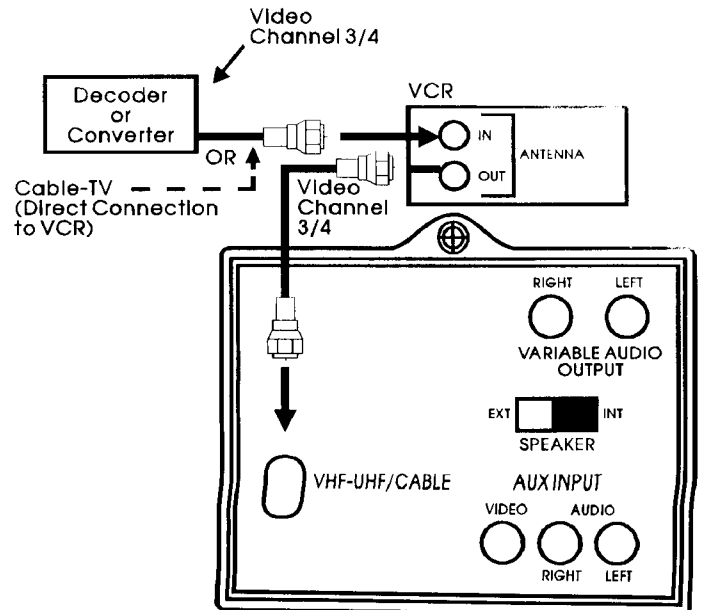 Video
Channel 3/4
Decoder
or
Converter
VCR
IN
ANTENNA
OUT
OR
Cable-TV
(Direct Connection
to VCR)
Video
Channel
3/4
RIGHT LEFT
VARIABLE AUDIO
OUTPUT
EXT INT
SPEAKER
VHF-UHF/CABLE
AUX INPUT
VIDEO AUDIO
RIGHT LEFT